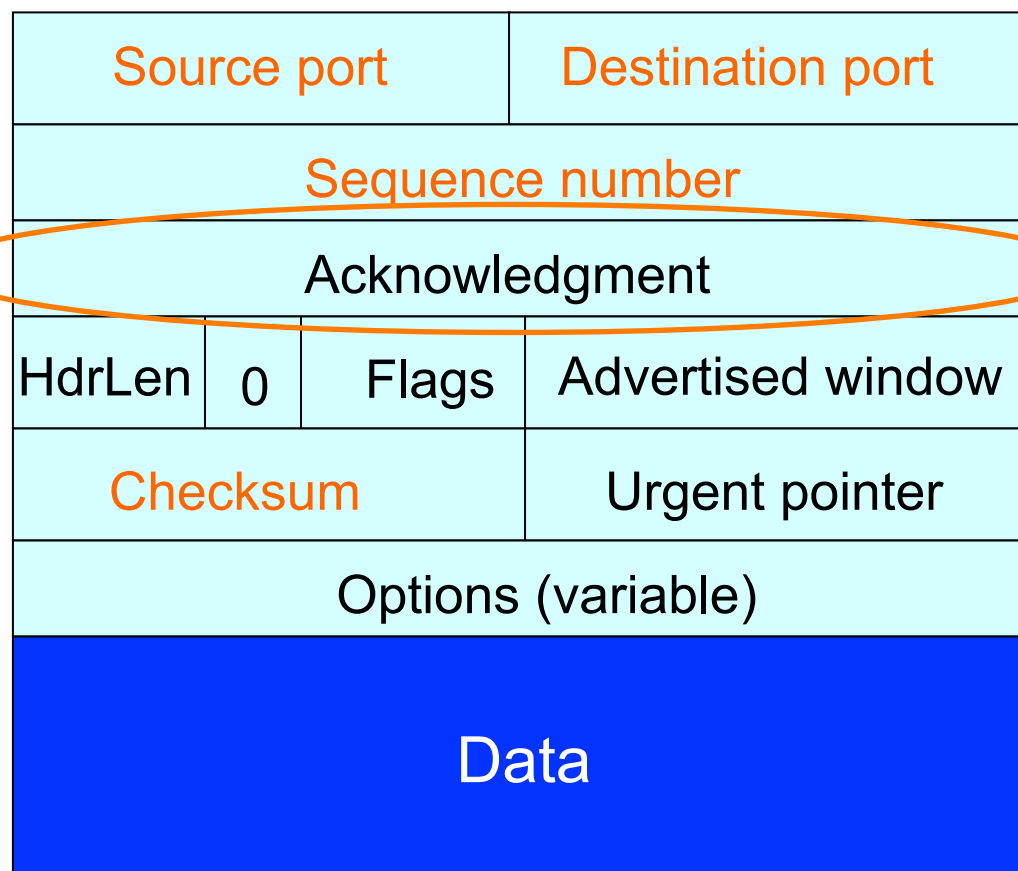 Source port
Destination port
Sequence number
Acknowledgment
HdrLen
0
Flags
Advertised window
Checksum
Urgent pointer
Options (variable)
Data